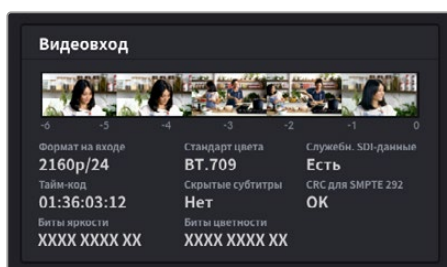 Видеовход
-6 -5 -4 -3 -2 -1 0
Формат на входе Стандарт цвета Служебн. SDI-данные
2160p/24 BT.709 Есть
Тайм-код Скрытые субтитры CRC для SMPTE 292
01:36:03:12 Нет OK
Биты яркости Биты цветности
XXXX XXXX XX XXXX XXXX XX